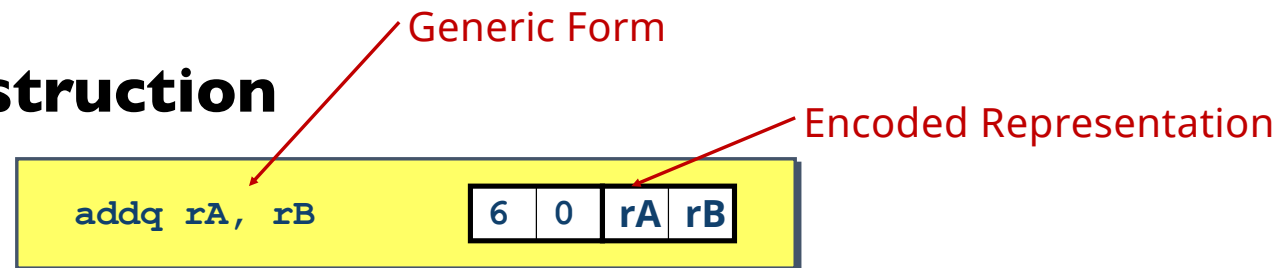 Generic Form
struction
Encoded Representation
addq rA, rB
6 0 rA rB